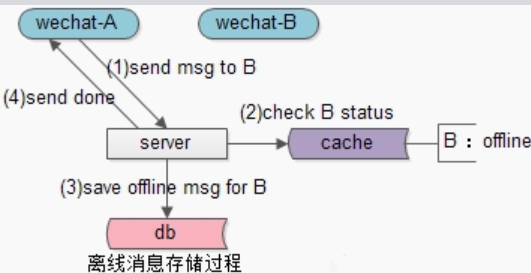 wechat-A
wechat-B
(1)send msg to B
(4)send done
(2)check B status
server
cache
B : offline
(3)save offline msg for B
db
离线消息存储过程